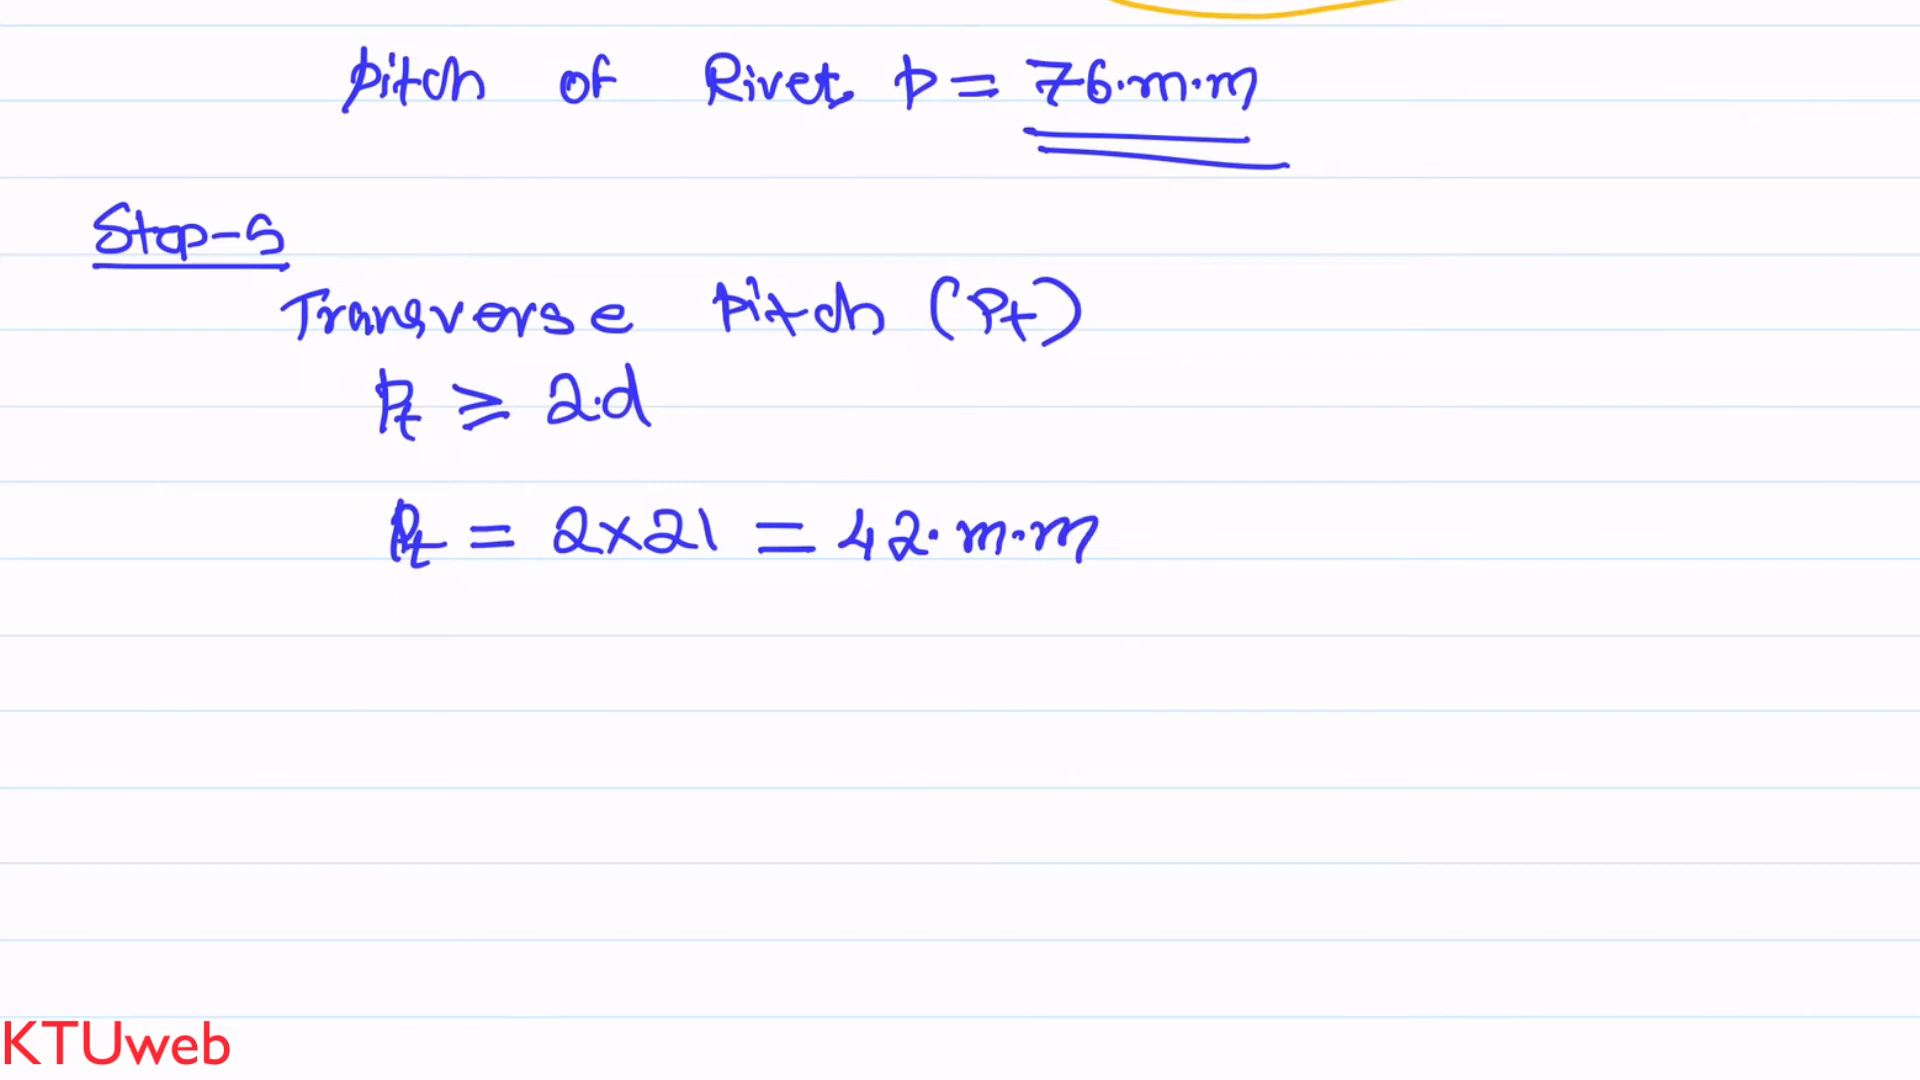 pitch of Rivet p = 76.m.m
Step-5
Transverse pitch (Pt)
Pt ≥ 2.d
Pt = 2×21 = 42.m.m
KTUweb